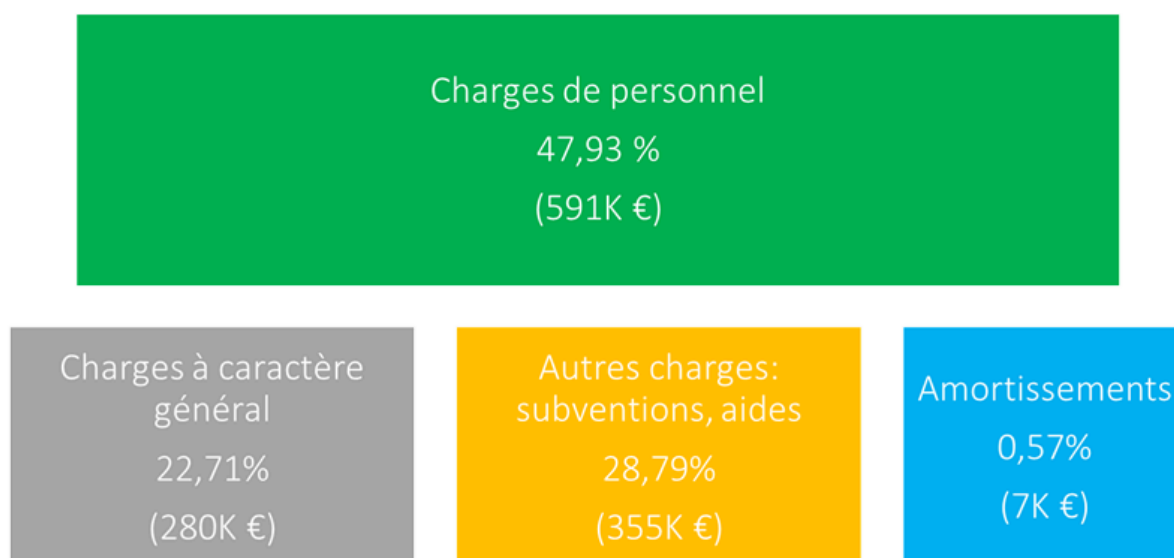 Charges de personnel
47,93 %
(591K €)
Charges à caractère
général
22,71%
(280K €)
Autres charges:
subventions, aides
28,79%
(355K €)
Amortissements
0,57%
(7K €)